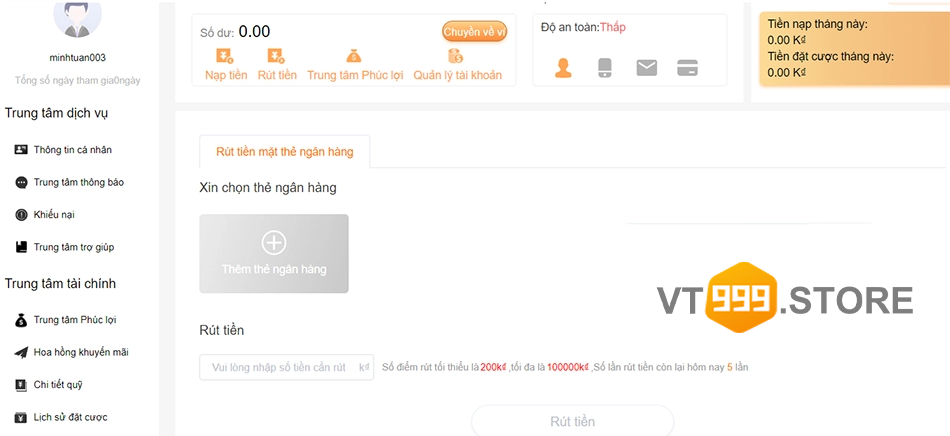 minhtuan003
Tổng số ngày tham gia0ngày
Trung tâm dịch vụ
Thông tin cá nhân
Trung tâm thông báo
Khiếu nại
Trung tâm trợ giúp
Trung tâm tài chính
Trung tâm Phúc lợi
Hoa hồng khuyến mãi
Chi tiết quỹ
Lịch sử đặt cược
Số dư: 0.00
Chuyển về ví
Nạp tiền Rút tiền Trung tâm Phúc lợi Quản lý tài khoản
Độ an toàn:Thấp
Tiền nạp tháng này:
0.00 K₫
Tiền đặt cược tháng này:
0.00 K₫
Rút tiền mặt thẻ ngân hàng
Xin chọn thẻ ngân hàng
Thêm thẻ ngân hàng
VT999.STORE
Rút tiền
Vui lòng nhập số tiền cần rút k₫ Số điểm rút tối thiểu là 200k₫ ,tối đa là 100000k₫ ,Số lần rút tiền còn lại hôm nay 5 lần
Rút tiền